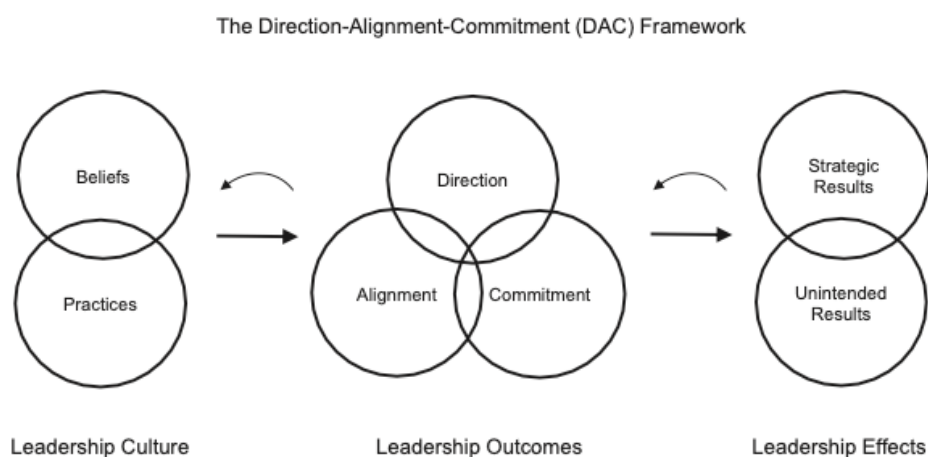 The Direction-Alignment-Commitment (DAC) Framework
Beliefs
Practices
Direction
Alignment
Commitment
Strategic
Results
Unintended
Results
Leadership Culture
Leadership Outcomes
Leadership Effects